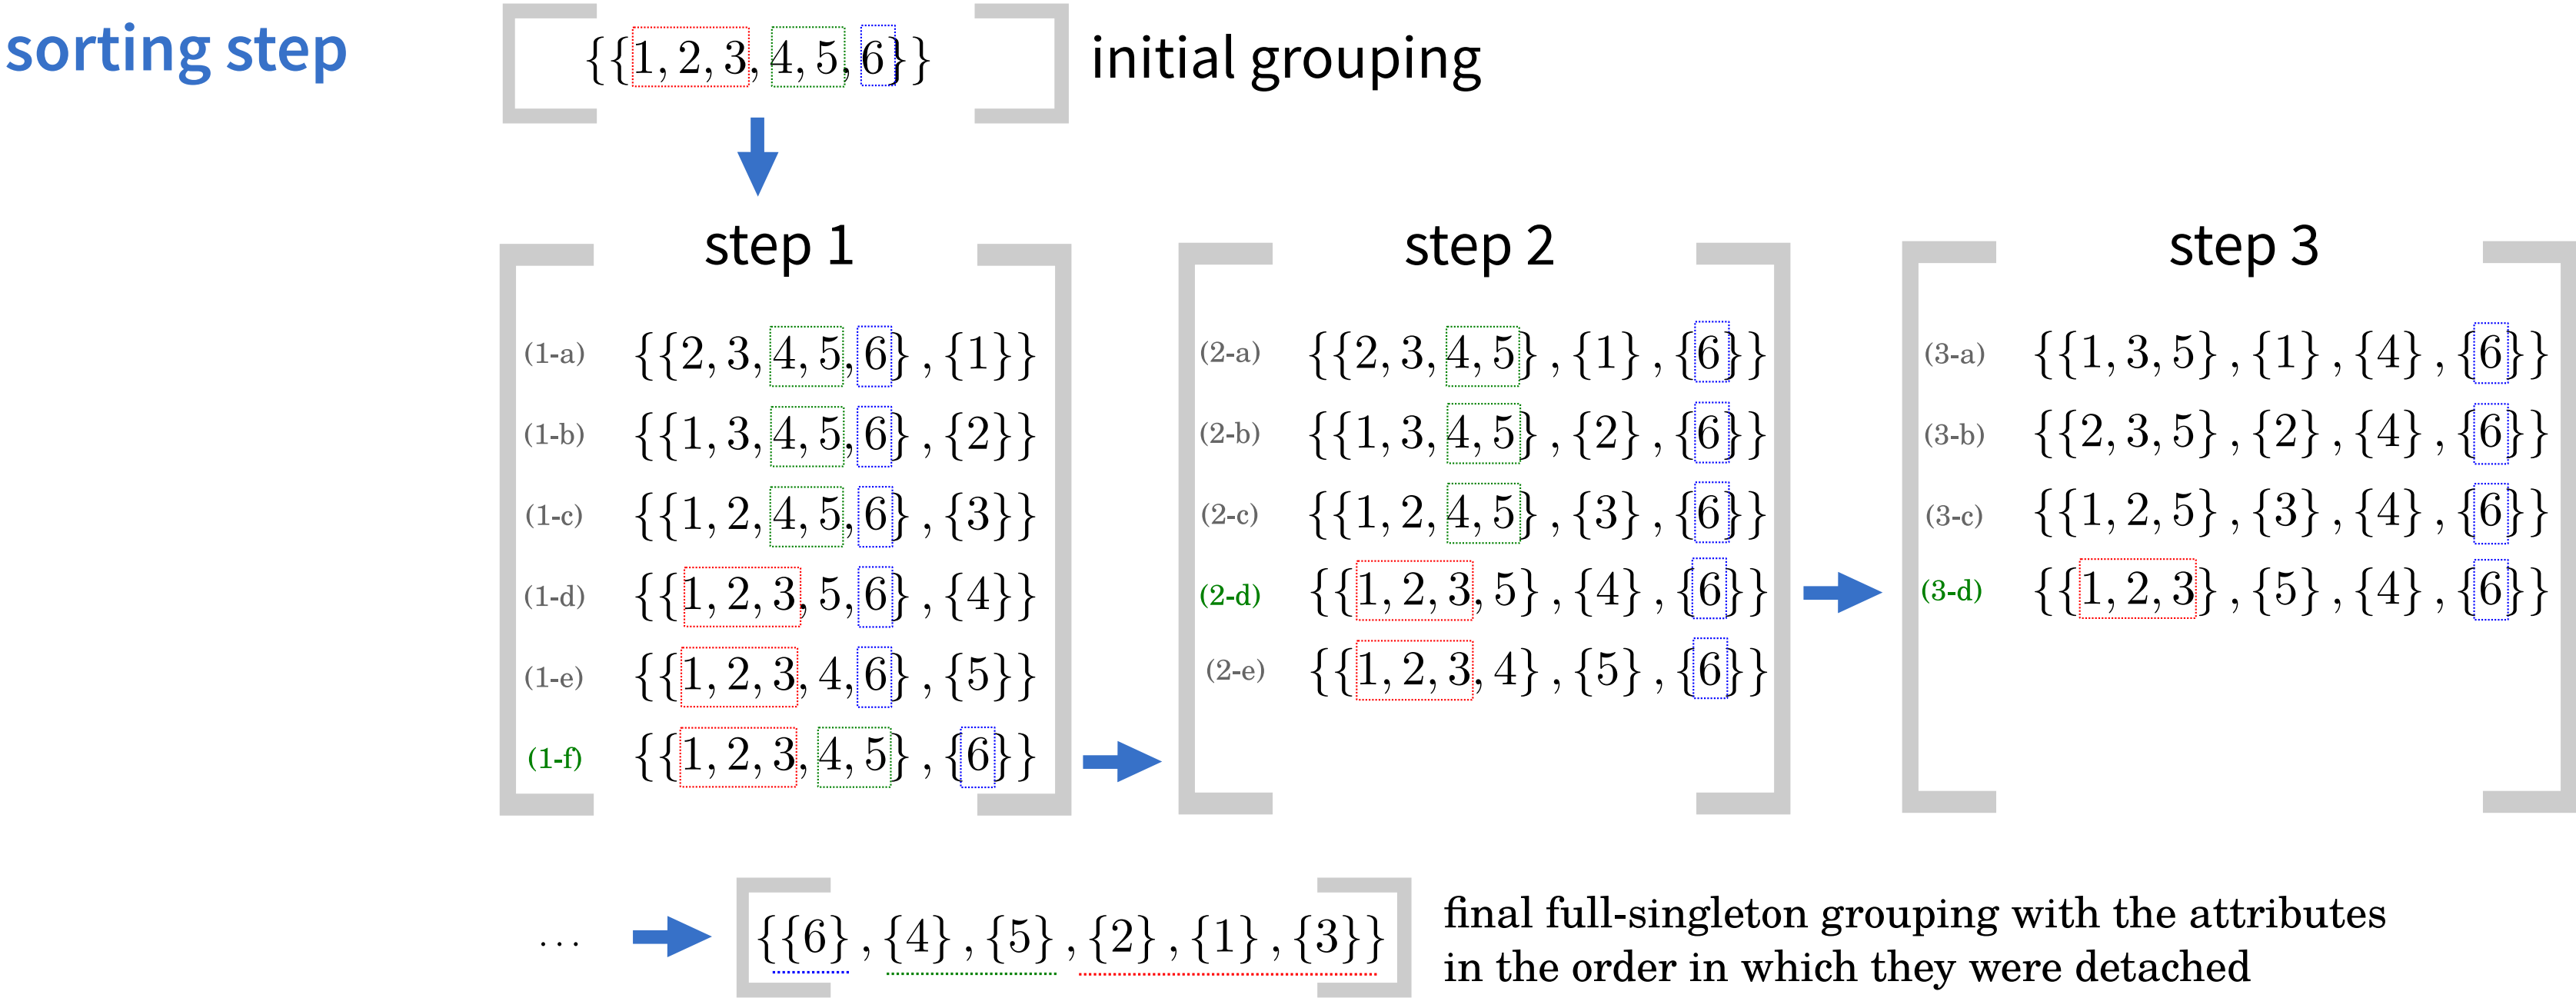 sorting step
{{1, 2, 3, 4, 5, 6}}
initial grouping
step 1
(1-a) {{2, 3, 4, 5, 6} , {1}}
(1-b) {{1, 3, 4, 5, 6} , {2}}
(1-c) {{1, 2, 4, 5, 6} , {3}}
(1-d) {{1, 2, 3, 5, 6} , {4}}
(1-e) {{1, 2, 3, 4, 6} , {5}}
(1-f) {{1, 2, 3, 4, 5} , {6}}
step 2
(2-a) {{2, 3, 4, 5} , {1} , {6}}
(2-b) {{1, 3, 4, 5} , {2} , {6}}
(2-c) {{1, 2, 4, 5} , {3} , {6}}
(2-d) {{1, 2, 3, 5} , {4} , {6}}
(2-e) {{1, 2, 3, 4} , {5} , {6}}
step 3
(3-a) {{1, 3, 5} , {1} , {4} , {6}}
(3-b) {{2, 3, 5} , {2} , {4} , {6}}
(3-c) {{1, 2, 5} , {3} , {4} , {6}}
(3-d) {{1, 2, 3} , {5} , {4} , {6}}
... {{6} , {4} , {5} , {2} , {1} , {3}}
final full-singleton grouping with the attributes
in the order in which they were detached